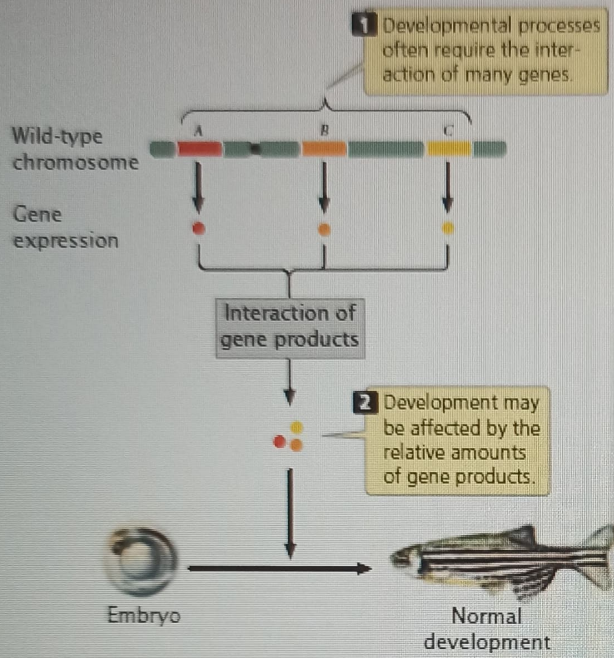 1 Developmental processes
often require the inter-
action of many genes.
A B C
Wild-type
chromosome
Gene
expression
Interaction of
gene products
2 Development may
be affected by the
relative amounts
of gene products.
Embryo
Normal
development